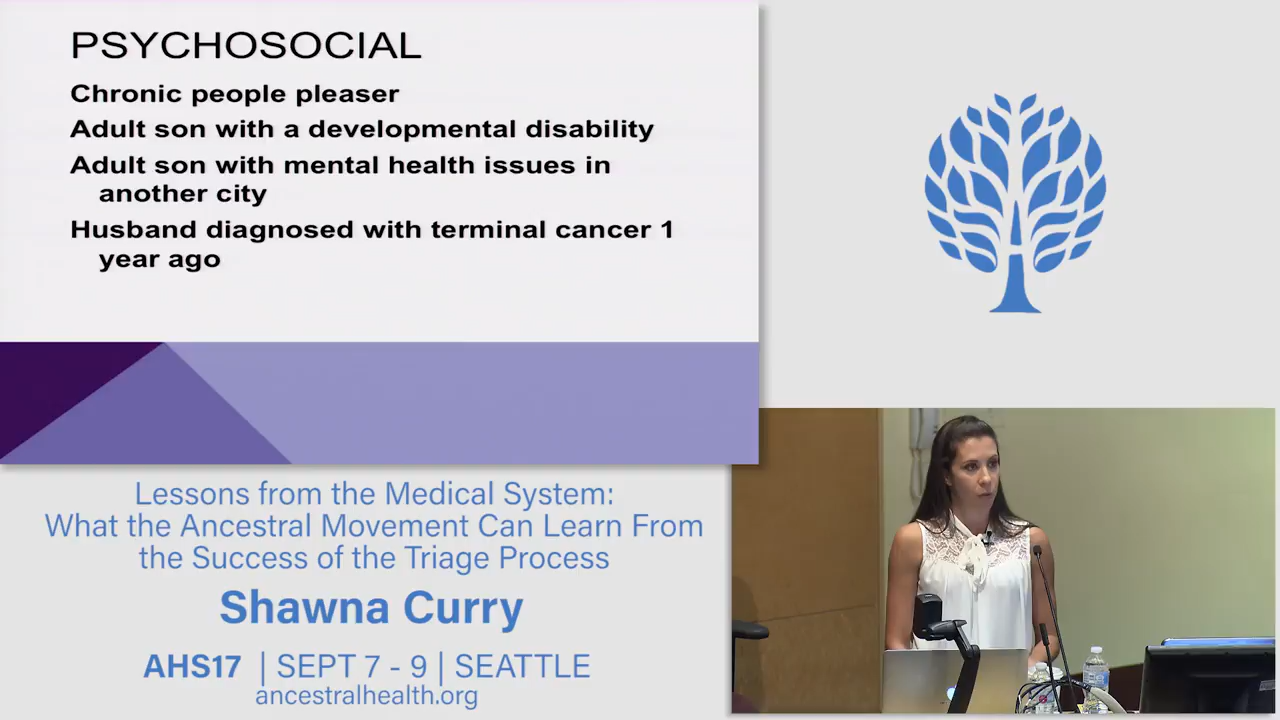 PSYCHOSOCIAL
Chronic people pleaser
Adult son with a developmental disability
Adult son with mental health issues in
another city
Husband diagnosed with terminal cancer 1
year ago
Lessons from the Medical System:
What the Ancestral Movement Can Learn From
the Success of the Triage Process
Shawna Curry
AHS17 | SEPT 7 - 9 | SEATTLE
ancestralhealth.org